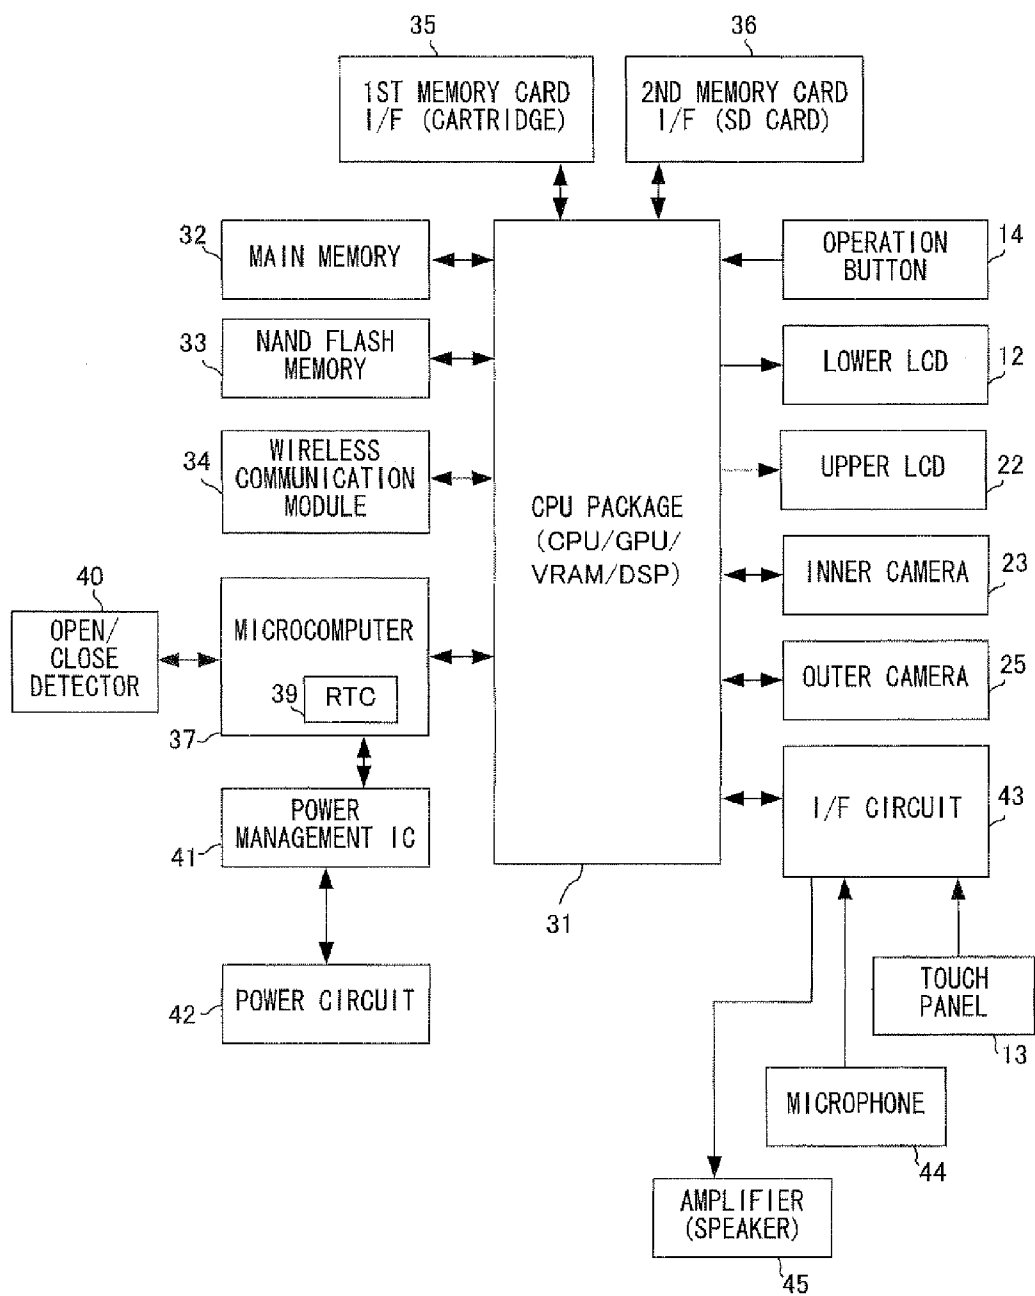 35
36
1ST MEMORY CARD
I/F (CARTRIDGE)
2ND MEMORY CARD
I/F (SD CARD)
32
MAIN MEMORY
OPERATION
BUTTON
14
33
NAND FLASH
MEMORY
LOWER LCD
12
34
WIRELESS
COMMUNICATION
MODULE
UPPER LCD
22
CPU PACKAGE
(CPU/GPU/
VRAM/DSP)
INNER CAMERA
23
40
OPEN/
CLOSE
DETECTOR
MICROCOMPUTER
39
RTC
37
OUTER CAMERA
25
I/F CIRCUIT
43
POWER
MANAGEMENT IC
41
31
POWER CIRCUIT
42
TOUCH
PANEL
13
MICROPHONE
44
AMPLIFIER
(SPEAKER)
45